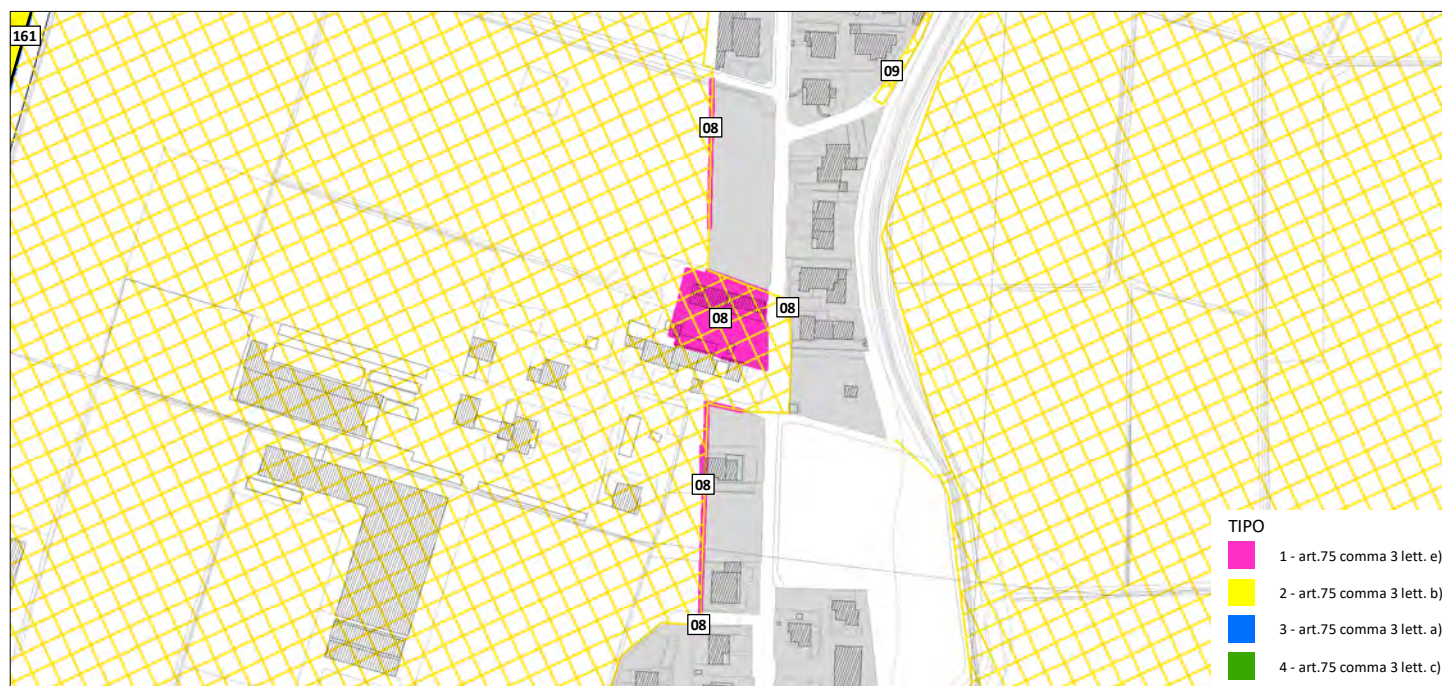 161
09
08
08
08
08
08
TIPO
1 - art.75 comma 3 lett. e)
2 - art.75 comma 3 lett. b)
3 - art.75 comma 3 lett. a)
4 - art.75 comma 3 lett. c)